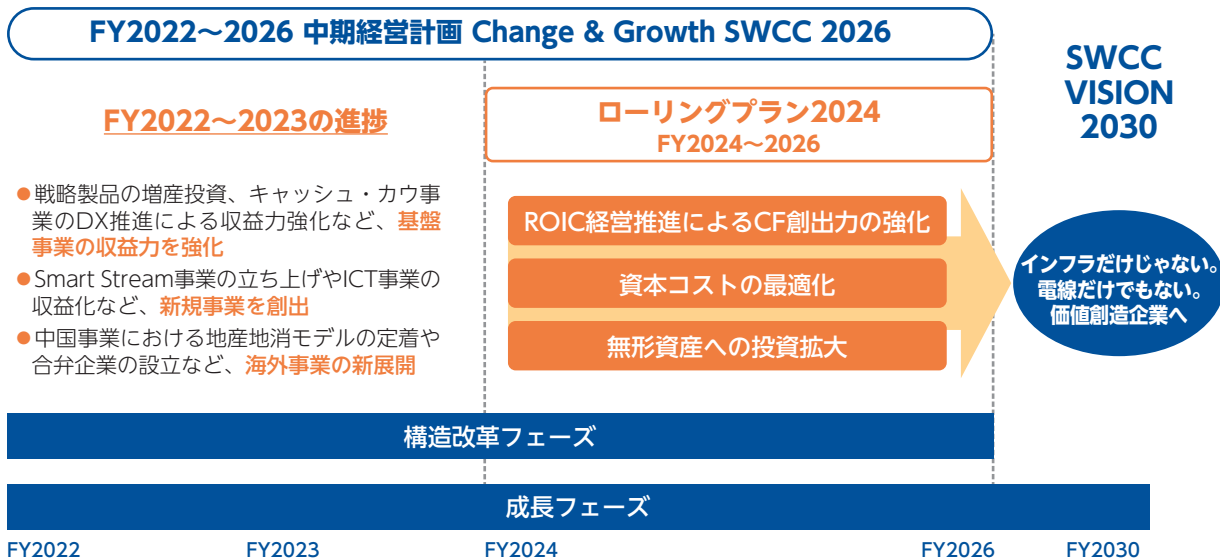 FY2022～2026 中期経営計画 Change & Growth SWCC 2026
SWCC
VISION
2030
FY2022～2023の進捗
●戦略製品の増産投資、キャッシュ・カウ事
業のDX推進による収益力強化など、基盤
事業の収益力を強化
●Smart Stream事業の立ち上げやICT事業の
収益化など、新規事業を創出
●中国事業における地産地消モデルの定着や
合弁企業の設立など、海外事業の新展開
ローリングプラン2024
FY2024～2026
ROIC経営推進によるCF創出力の強化
資本コストの最適化
無形資産への投資拡大
インフラだけじゃない。
電線だけでもない。
価値創造企業へ
構造改革フェーズ
成長フェーズ
FY2022 FY2023 FY2024 FY2026 FY2030